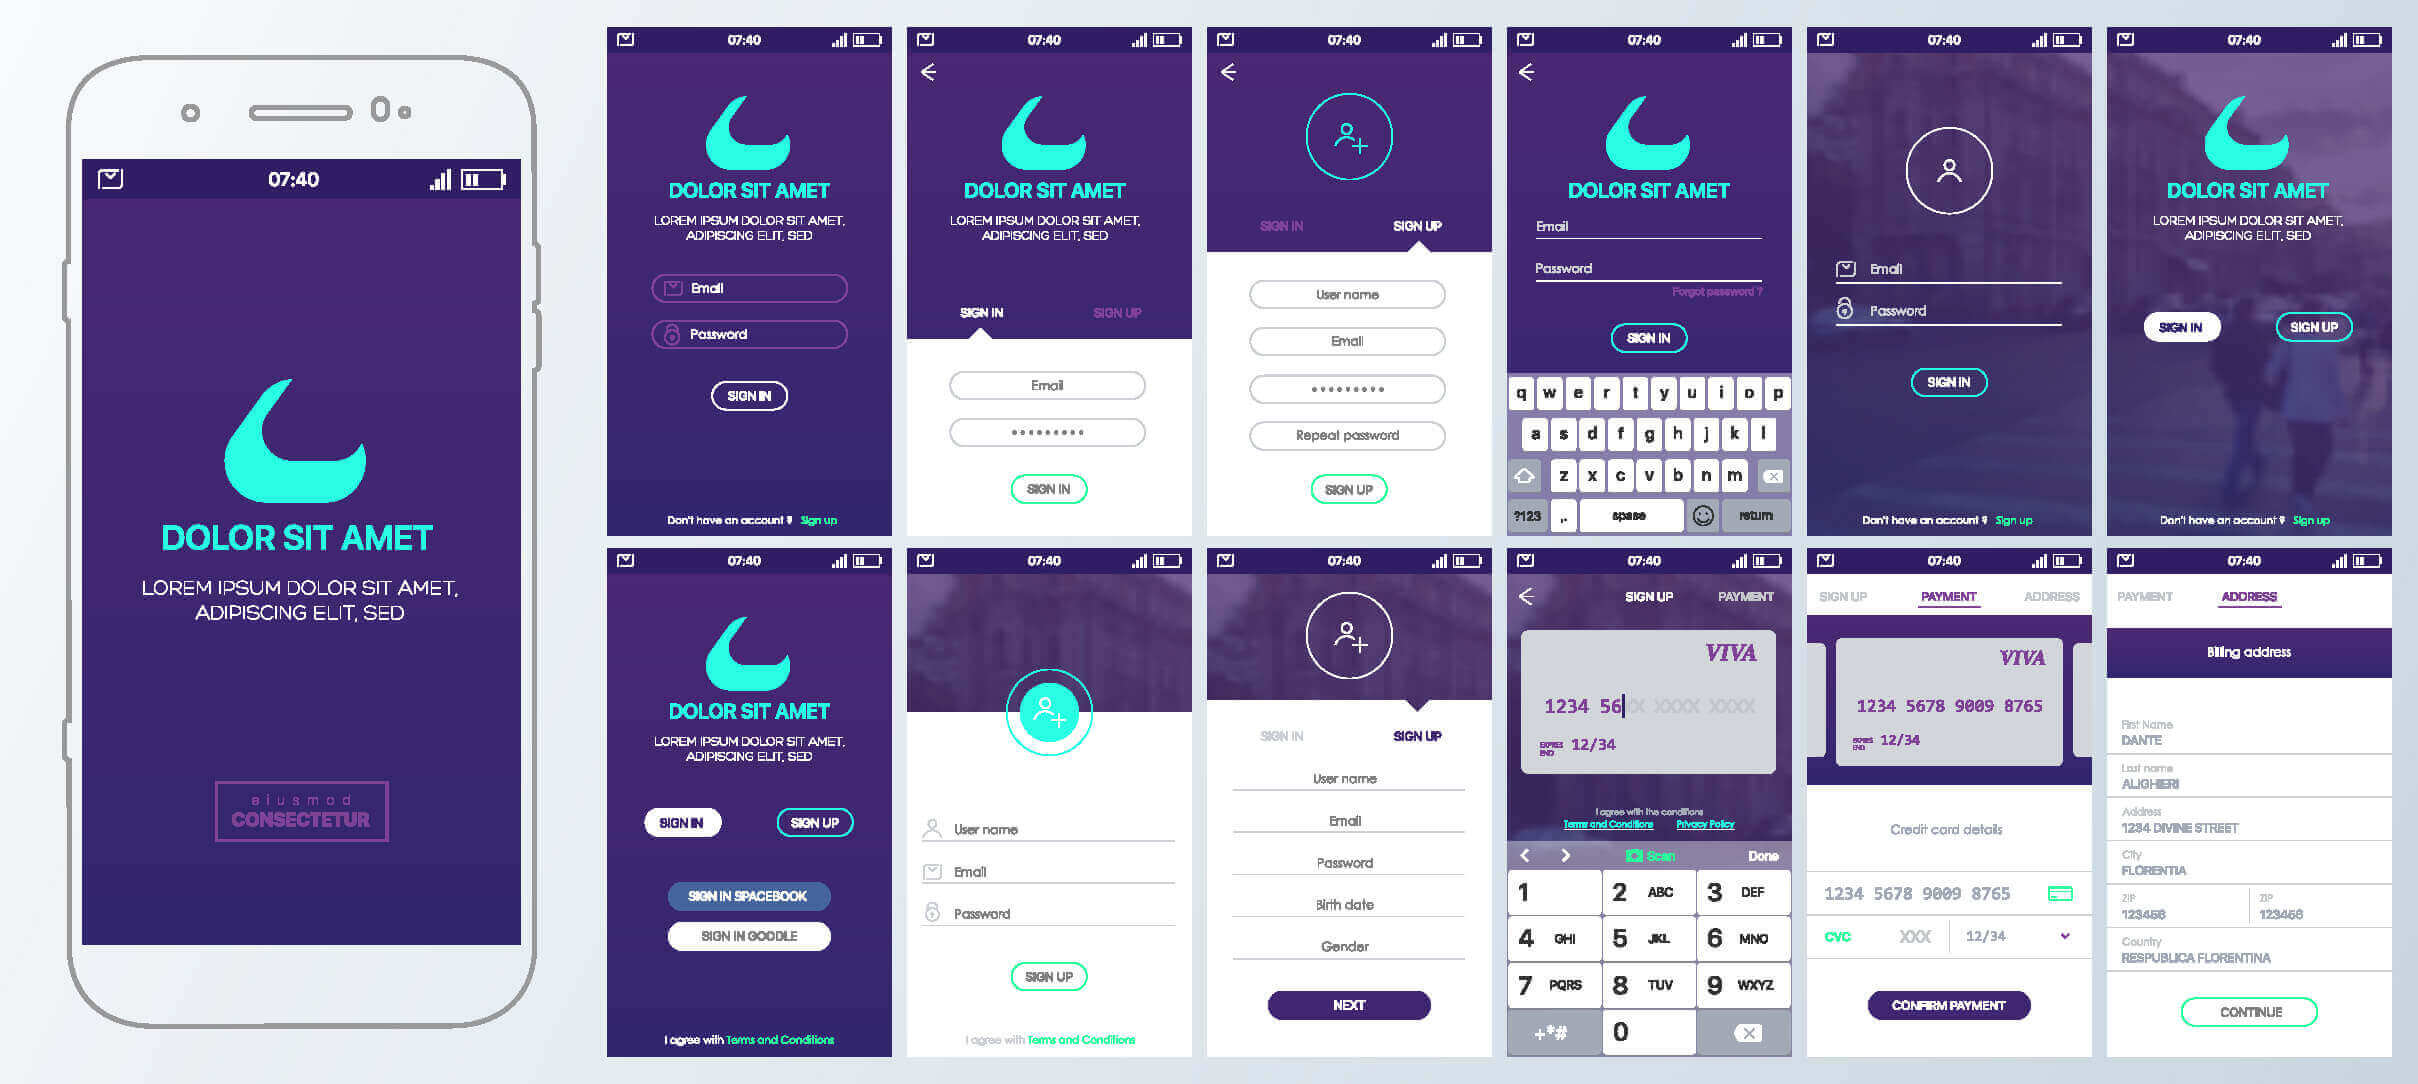 07:40
DOLOR SIT AMET
LOREM IPSUM DOLOR SIT AMET,
ADIPISCING ELIT, SED
eiusmod
CONSECTETUR
07:40
DOLOR SIT AMET
LOREM IPSUM DOLOR SIT AMET,
ADIPISCING ELIT, SED
Email
Password
SIGN IN
Don't have an account ? Sign up
07:40
DOLOR SIT AMET
LOREM IPSUM DOLOR SIT AMET,
ADIPISCING ELIT, SED
SIGN IN SIGN UP
Email
•••••••••
SIGN IN
07:40
SIGN IN SIGN UP
User name
Email
•••••••••
Repeat password
SIGN UP
07:40
DOLOR SIT AMET
Email
Password
Forgot password ?
SIGN IN
q w e r t y u i o p
a s d f g h j k l
z x c v b n m
?123 ,. spase return
07:40
Email
Password
SIGN IN
Don't have an account ? Sign up
07:40
DOLOR SIT AMET
LOREM IPSUM DOLOR SIT AMET,
ADIPISCING ELIT, SED
SIGN IN SIGN UP
Don't have an account ? Sign up
07:40
DOLOR SIT AMET
LOREM IPSUM DOLOR SIT AMET,
ADIPISCING ELIT, SED
SIGN IN SIGN UP
SIGN IN SPACEBOOK
SIGN IN GOODLE
I agree with Terms and Conditions
07:40
User name
Email
Password
SIGN UP
I agree with Terms and Conditions
07:40
SIGN IN SIGN UP
User name
Email
Password
Birth date
Gender
NEXT
07:40
SIGN UP PAYMENT
VIVA
1234 56XX XXXX XXXX
EXPIRES
END 12/34
I agree with the conditions
Terms and Conditions Privacy Policy
Scan Done
1 2 ABC 3 DEF
4 GHI 5 JKL 6 MNO
7 PQRS 8 TUV 9 WXYZ
+*# 0
07:40
SIGN UP PAYMENT ADDRESS
VIVA
1234 5678 9009 8765
EXPIRES
END 12/34
Credit card details
1234 5678 9009 8765
CVC XXX 12/34
CONFIRM PAYMENT
07:40
PAYMENT ADDRESS
Billing address
First Name
DANTE
Last name
ALIGHIERI
Address
1234 DIVINE STREET
City
FLORENTIA
ZIP ZIP
123456 123456
Country
RESPUBLICA FLORENTINA
CONTINUE